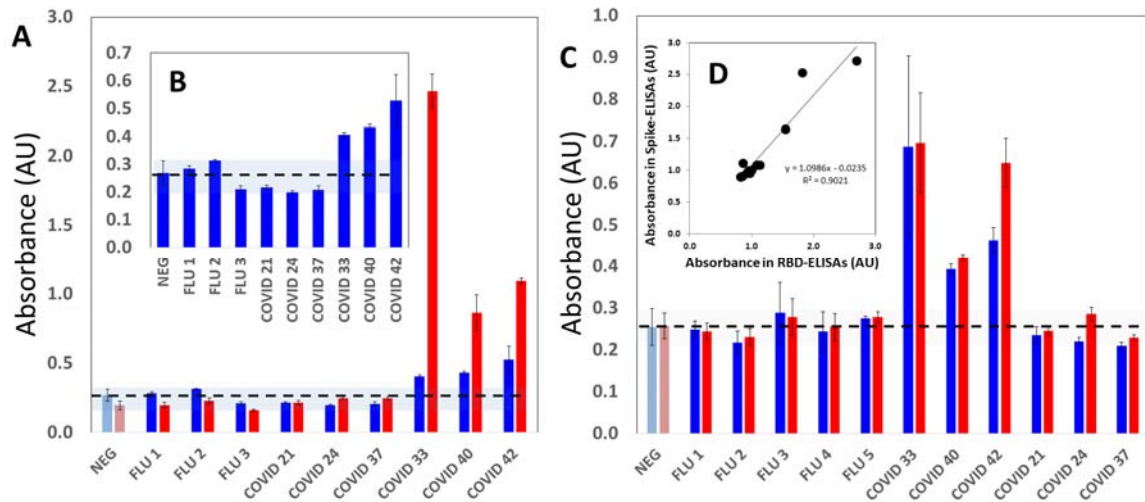 A
Absorbance (AU)
3.0
2.5
2.0
1.5
1.0
0.5
0.0
NEG
FLU 1
FLU 2
FLU 3
COVID 21
COVID 24
COVID 37
COVID 33
COVID 40
COVID 42
B
0.7
0.6
0.5
0.4
0.3
0.2
0.2
0.1
0.0
NEG
FLU 1
FLU 2
FLU 3
COVID 21
COVID 24
COVID 37
COVID 33
COVID 40
COVID 42
C
Absorbance (AU)
1.0
0.9
0.8
0.7
0.6
0.5
0.4
0.3
0.2
0.1
0.0
NEG
FLU 1
FLU 2
FLU 3
FLU 4
FLU 5
COVID 33
COVID 40
COVID 42
COVID 21
COVID 24
COVID 37
D
Absorbance in Spike-ELISAs (AU)
3.0
2.5
2.0
1.5
1.0
0.5
0.0
y = 1.0986x - 0.0235
R² = 0.9021
0.0 1.0 2.0 3.0
Absorbance in RBD-ELISAs (AU)